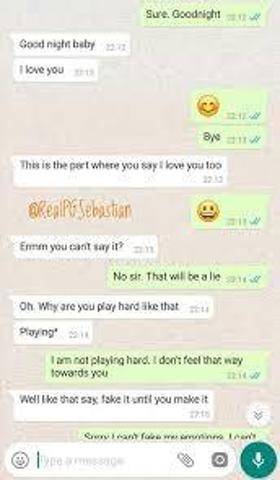 Sure. Goodnight 22:12
Good night baby 22:12
I love you 22:13
22:13
Bye 22:13
This is the part where you say I love you too
22:13
@RealPGSebastian
22:13
Ermm you can't say it? 22:13
No sir. That will be a lie 22:14
Oh. Why are you play hard like that 22:14
Playing* 22:14
I am not playing hard. I don't feel that way
towards you 22:14
Well like that say, fake it until you make it
22:15
Sorry I can't fake my emotions. I can't
Type a message